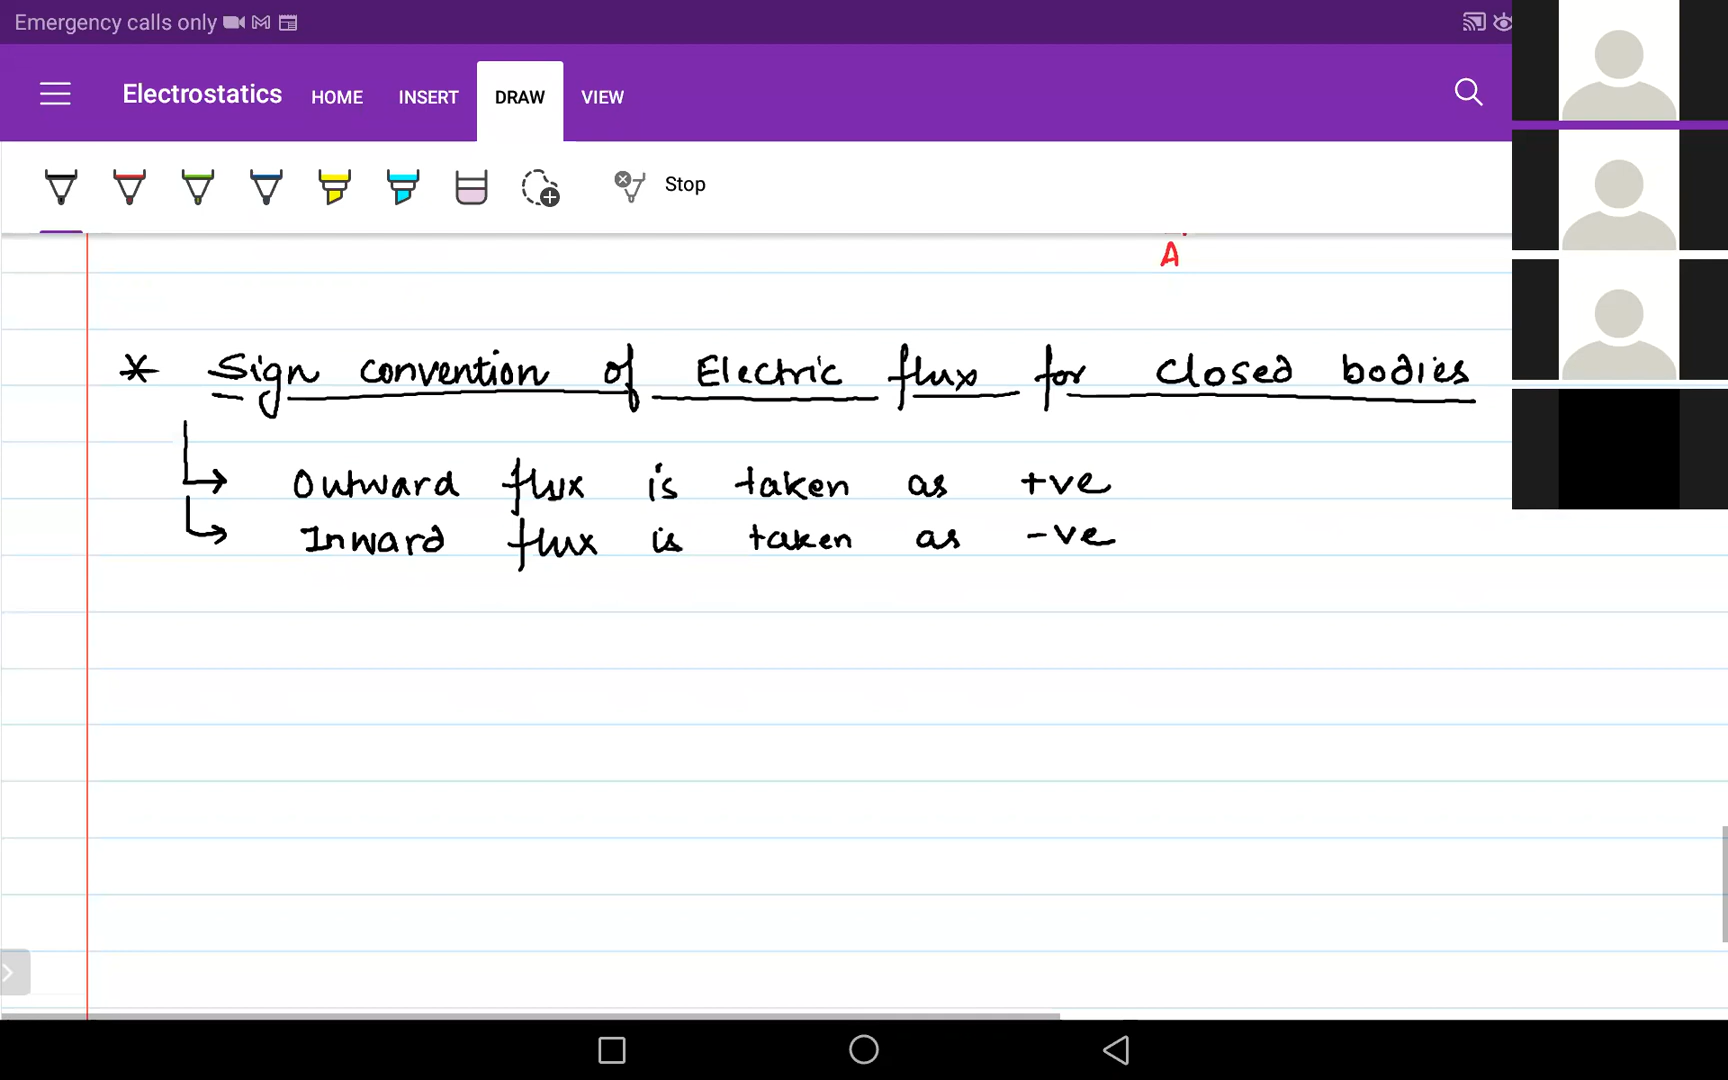 Emergency calls only
Electrostatics HOME INSERT DRAW VIEW
Stop
A
* Sign convention of Electric flux for closed bodies
↳ Outward flux is taken as +ve
↳ Inward flux is taken as -ve